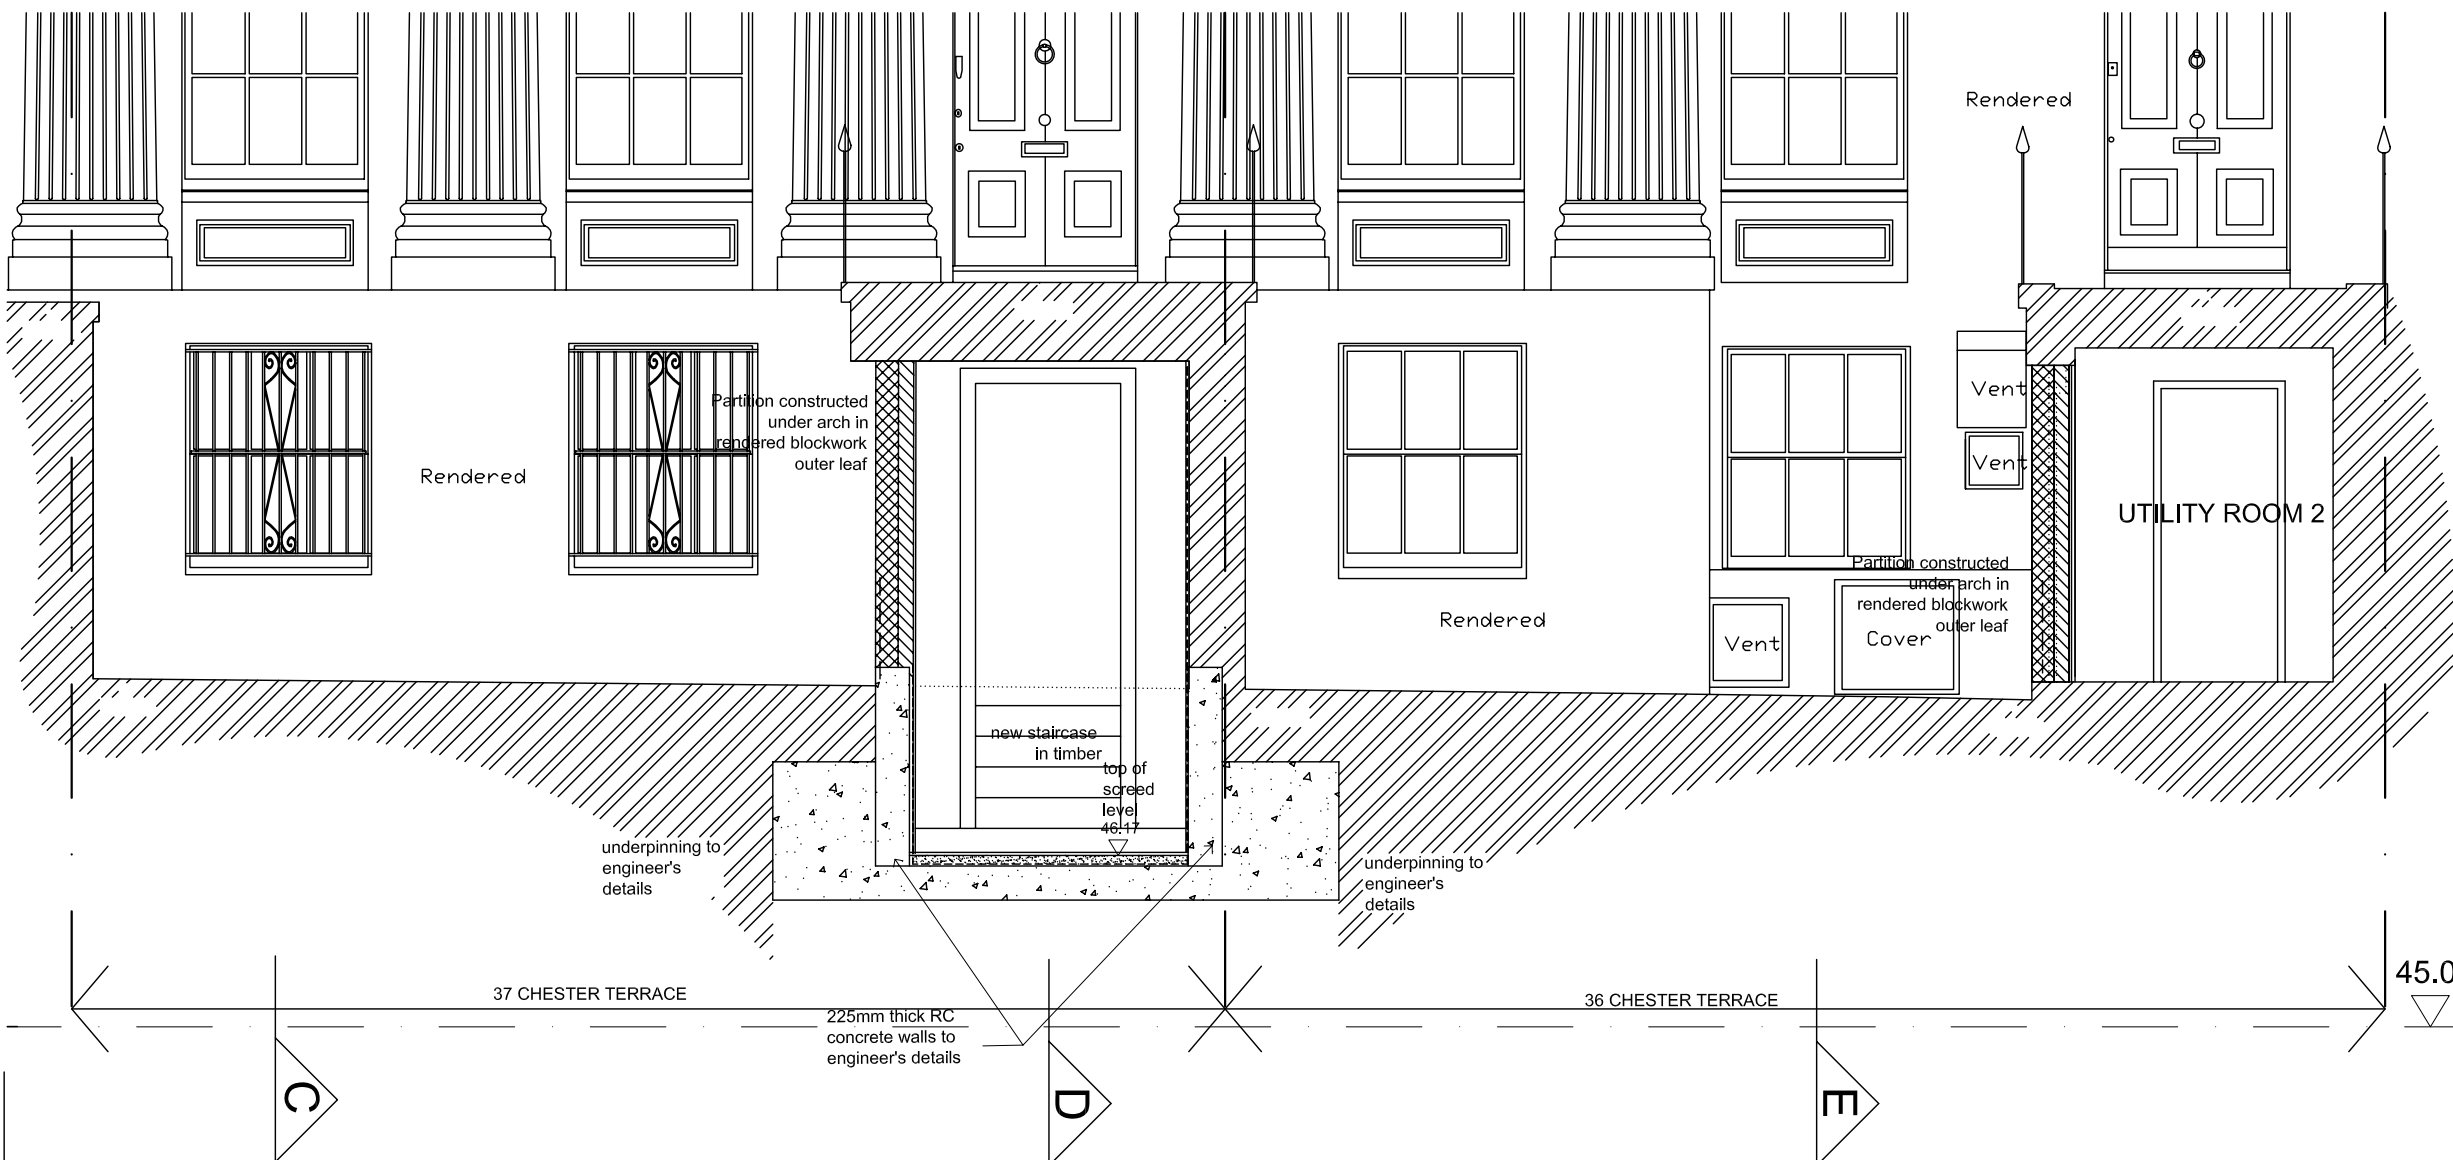 Rendered
Partition constructed
under arch in
rendered blockwork
outer leaf
Rendered
Vent
Vent
UTILITY ROOM 2
Partition constructed
under arch in
rendered blockwork
outer leaf
Rendered
Vent
Cover
new staircase
in timber
top of
screed
level
46.17
underpinning to
engineer's
details
underpinning to
engineer's
details
37 CHESTER TERRACE
36 CHESTER TERRACE
45.0
225mm thick RC
concrete walls to
engineer's details
C
D
E